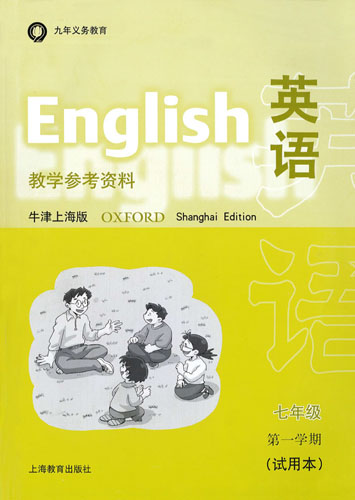 九年义务教育
English
英语
教学参考资料
牛津上海版 OXFORD Shanghai Edition
七年级
第一学期
(试用本)
上海教育出版社